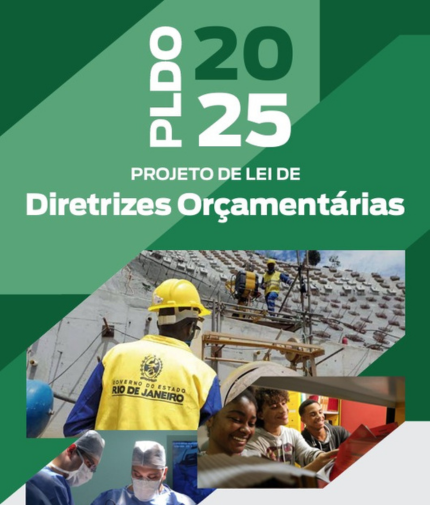 PLDO
20
25
PROJETO DE LEI DE
Diretrizes Orçamentárias
GOVERNO DO ESTADO
RIO DE JANEIRO